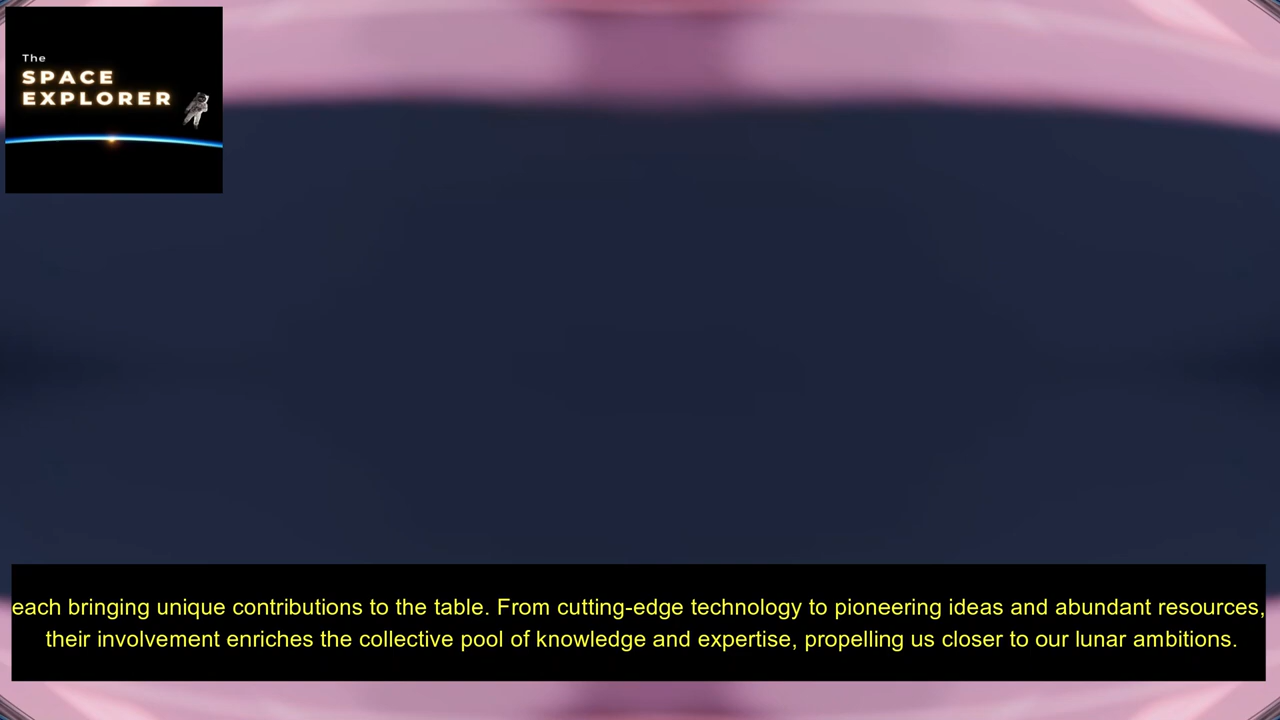 The
SPACE
EXPLORER
each bringing unique contributions to the table. From cutting-edge technology to pioneering ideas and abundant resources,
their involvement enriches the collective pool of knowledge and expertise, propelling us closer to our lunar ambitions.